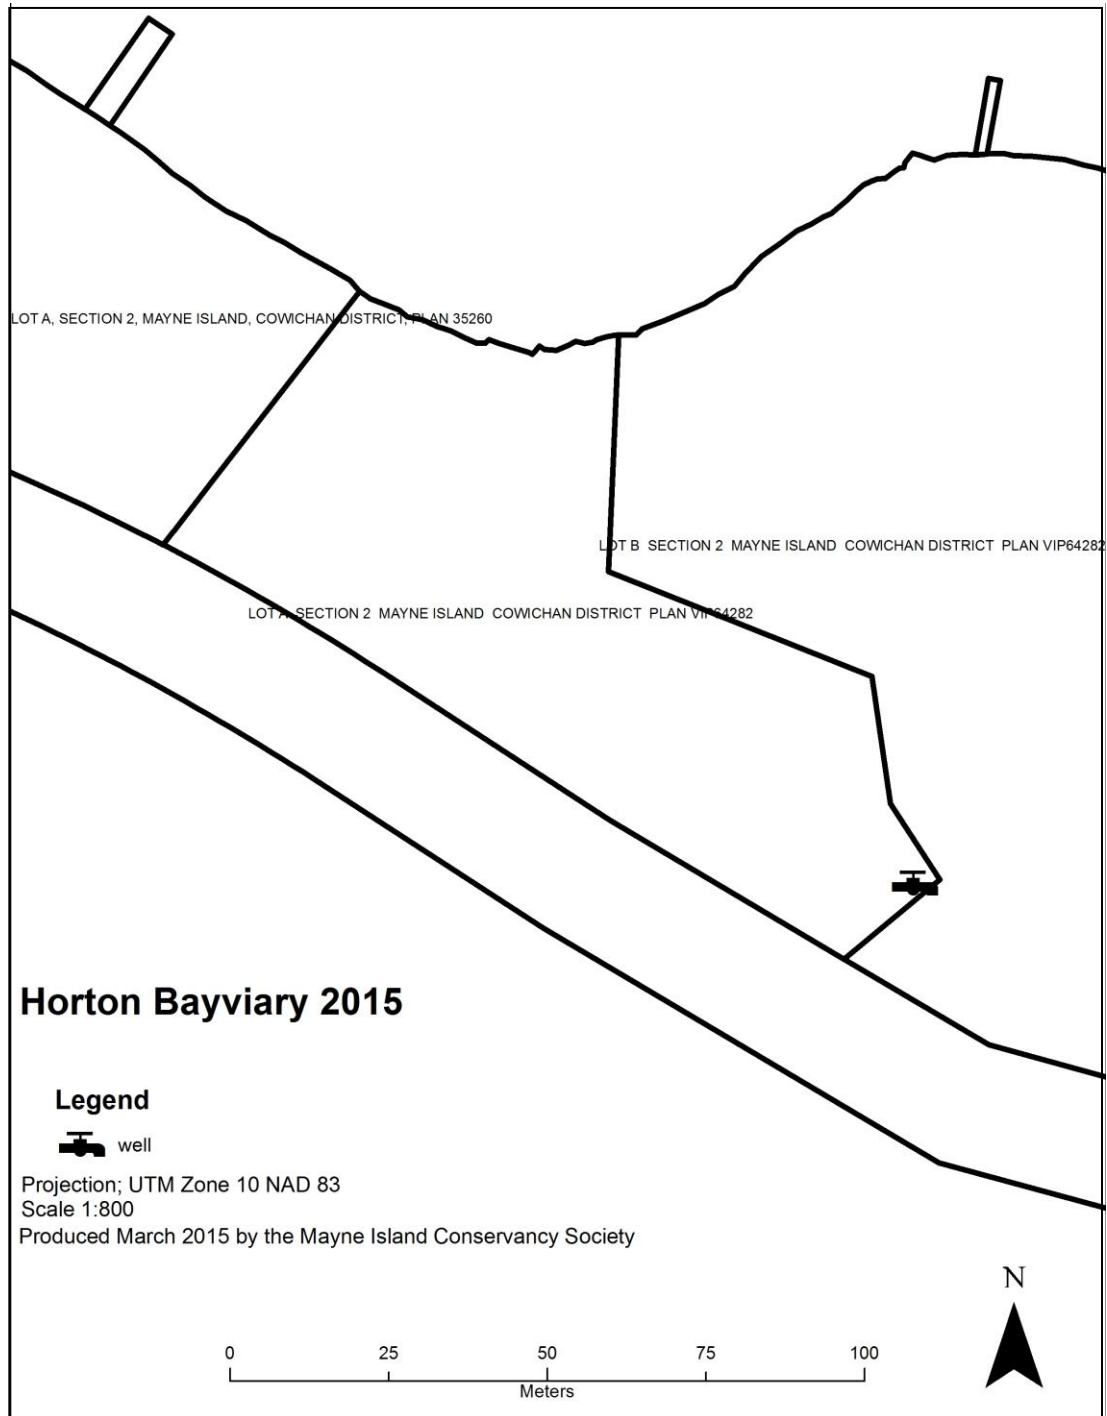 LOT A, SECTION 2, MAYNE ISLAND, COWICHAN DISTRICT, PLAN 35260
LOT B  SECTION 2  MAYNE ISLAND  COWICHAN DISTRICT  PLAN VIP64282
LOT A  SECTION 2  MAYNE ISLAND  COWICHAN DISTRICT  PLAN VIP64282
Horton Bayviary 2015
Legend
well
Projection; UTM Zone 10 NAD 83
Scale 1:800
Produced March 2015 by the Mayne Island Conservancy Society
N
0 25 50 75 100
Meters